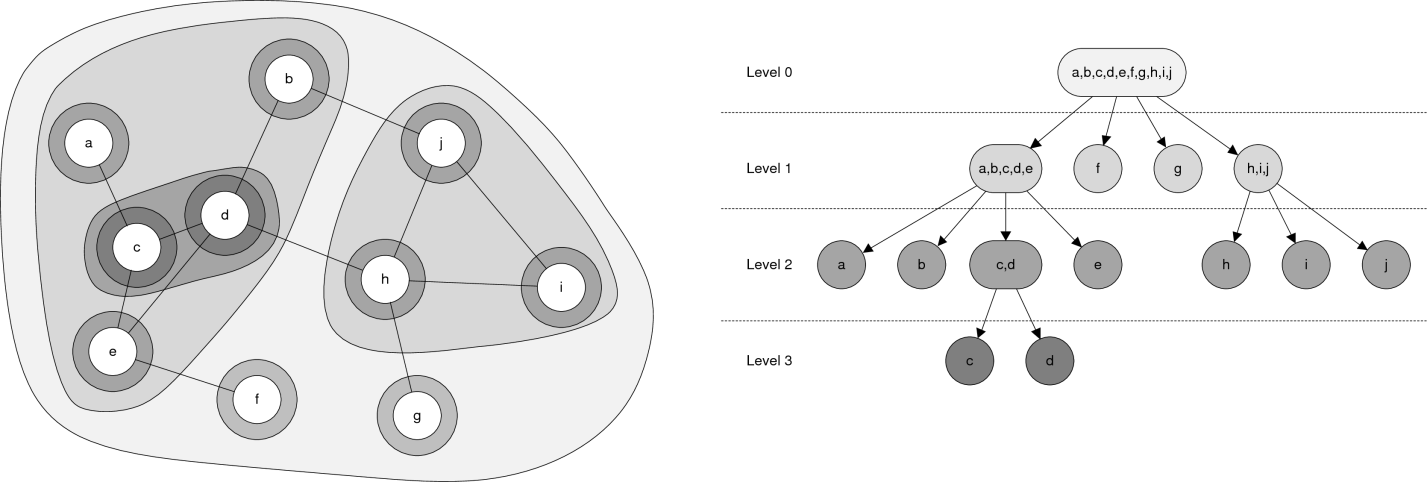 b
a
j
d
c
h
i
e
f
g
Level 0
a,b,c,d,e,f,g,h,i,j
Level 1
a,b,c,d,e
f
g
h,i,j
Level 2
a
b
c,d
e
h
i
j
Level 3
c
d